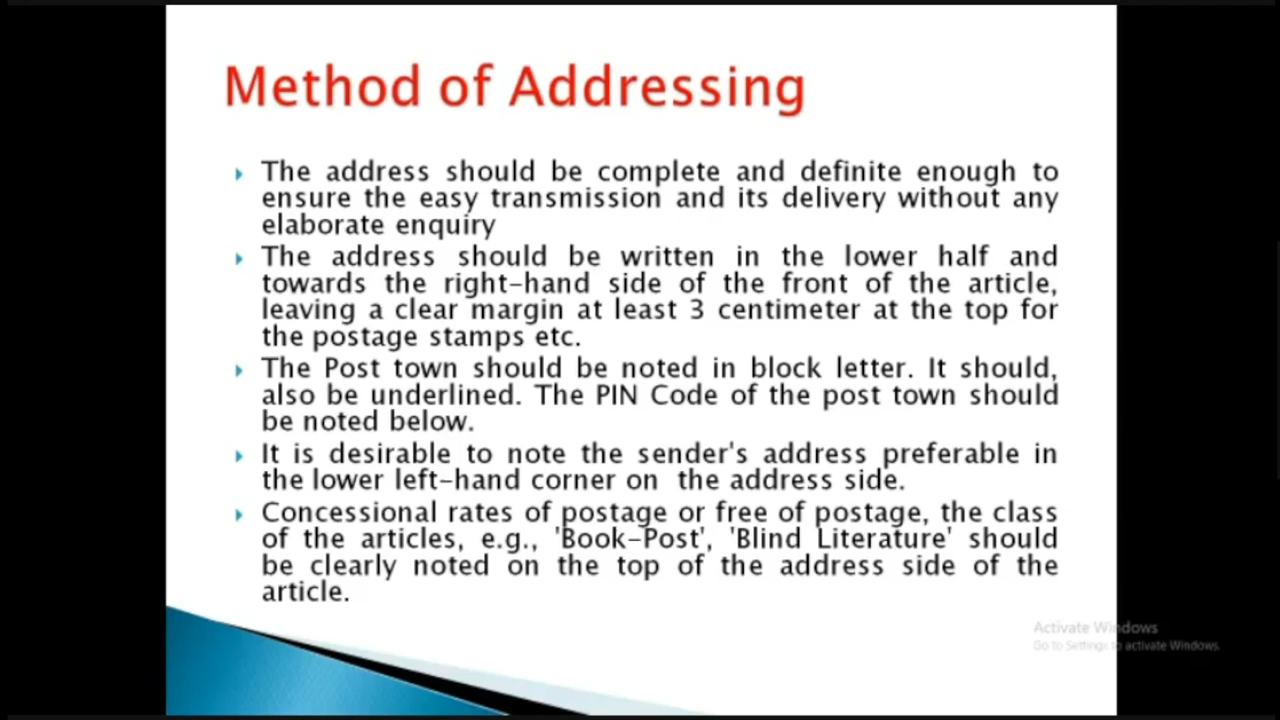 Method of Addressing
The address should be complete and definite enough to
ensure the easy transmission and its delivery without any
elaborate enquiry
The address should be written in the lower half and
towards the right-hand side of the front of the article,
leaving a clear margin at least 3 centimeter at the top for
the postage stamps etc.
The Post town should be noted in block letter. It should,
also be underlined. The PIN Code of the post town should
be noted below.
It is desirable to note the sender's address preferable in
the lower left-hand corner on the address side.
Concessional rates of postage or free of postage, the class
of the articles, e.g., 'Book-Post', 'Blind Literature' should
be clearly noted on the top of the address side of the
article.
Activate Windows
Go to Settings to activate Windows.